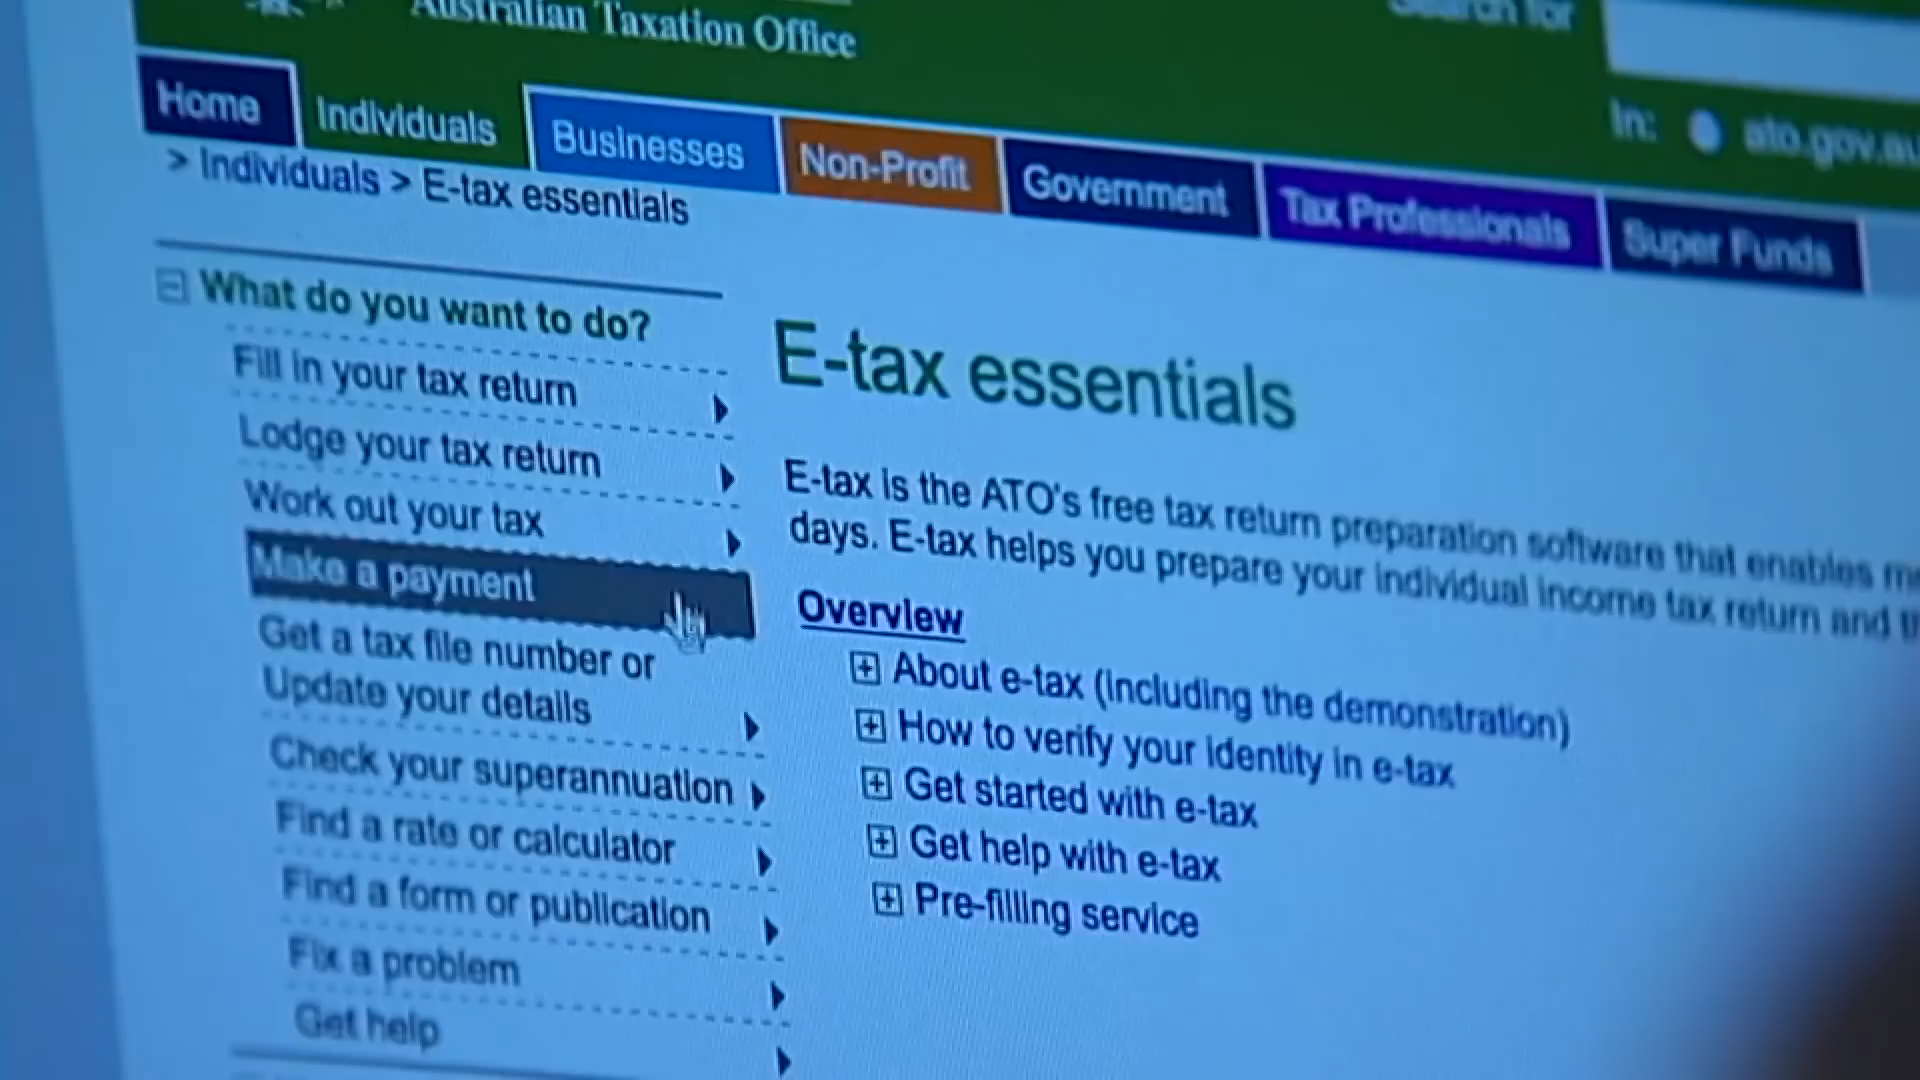 Australian Taxation Office
Search for
In: ato.gov.au
Home Individuals Businesses Non-Profit Government Tax Professionals Super Funds
> Individuals > E-tax essentials
What do you want to do?
Fill in your tax return
Lodge your tax return
Work out your tax
Make a payment
Get a tax file number or
Update your details
Check your superannuation
Find a rate or calculator
Find a form or publication
Fix a problem
Get help
E-tax essentials
E-tax is the ATO's free tax return preparation software that enables
days. E-tax helps you prepare your individual income tax return and
Overview
About e-tax (including the demonstration)
How to verify your identity in e-tax
Get started with e-tax
Get help with e-tax
Pre-filling service